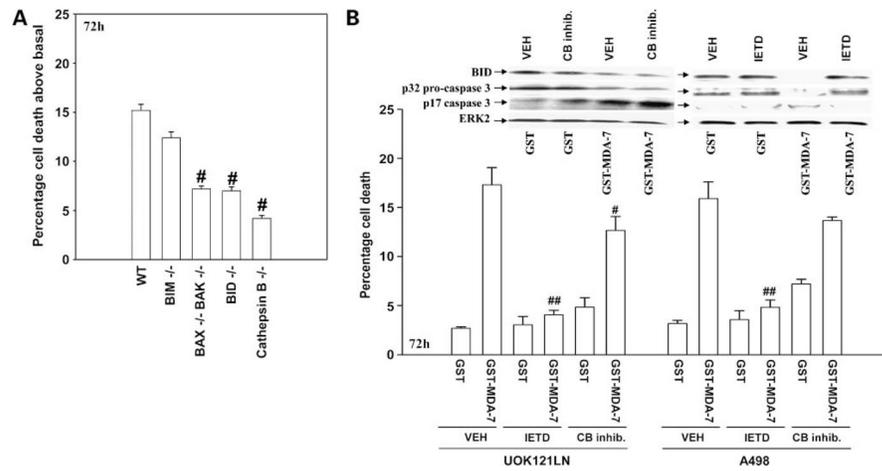 A
72h
Percentage cell death above basal
25
20
15
10
5
0
#
#
#
WT
BIM -/-
BAX -/- BAK -/-
BID -/-
Cathepsin B -/-
B
VEH
CB inhib.
VEH
CB inhib.
VEH
IETD
VEH
IETD
BID
p32 pro-caspase 3
p17 caspase 3
ERK2
GST
GST
GST-MDA-7
GST-MDA-7
GST
GST
GST-MDA-7
GST-MDA-7
Percentage cell death
25
20
15
10
5
0
72h
##
#
##
GST
GST-MDA-7
GST
GST-MDA-7
GST
GST-MDA-7
GST
GST-MDA-7
GST
GST-MDA-7
GST
GST-MDA-7
VEH
IETD
CB inhib.
VEH
IETD
CB inhib.
UOK121LN
A498